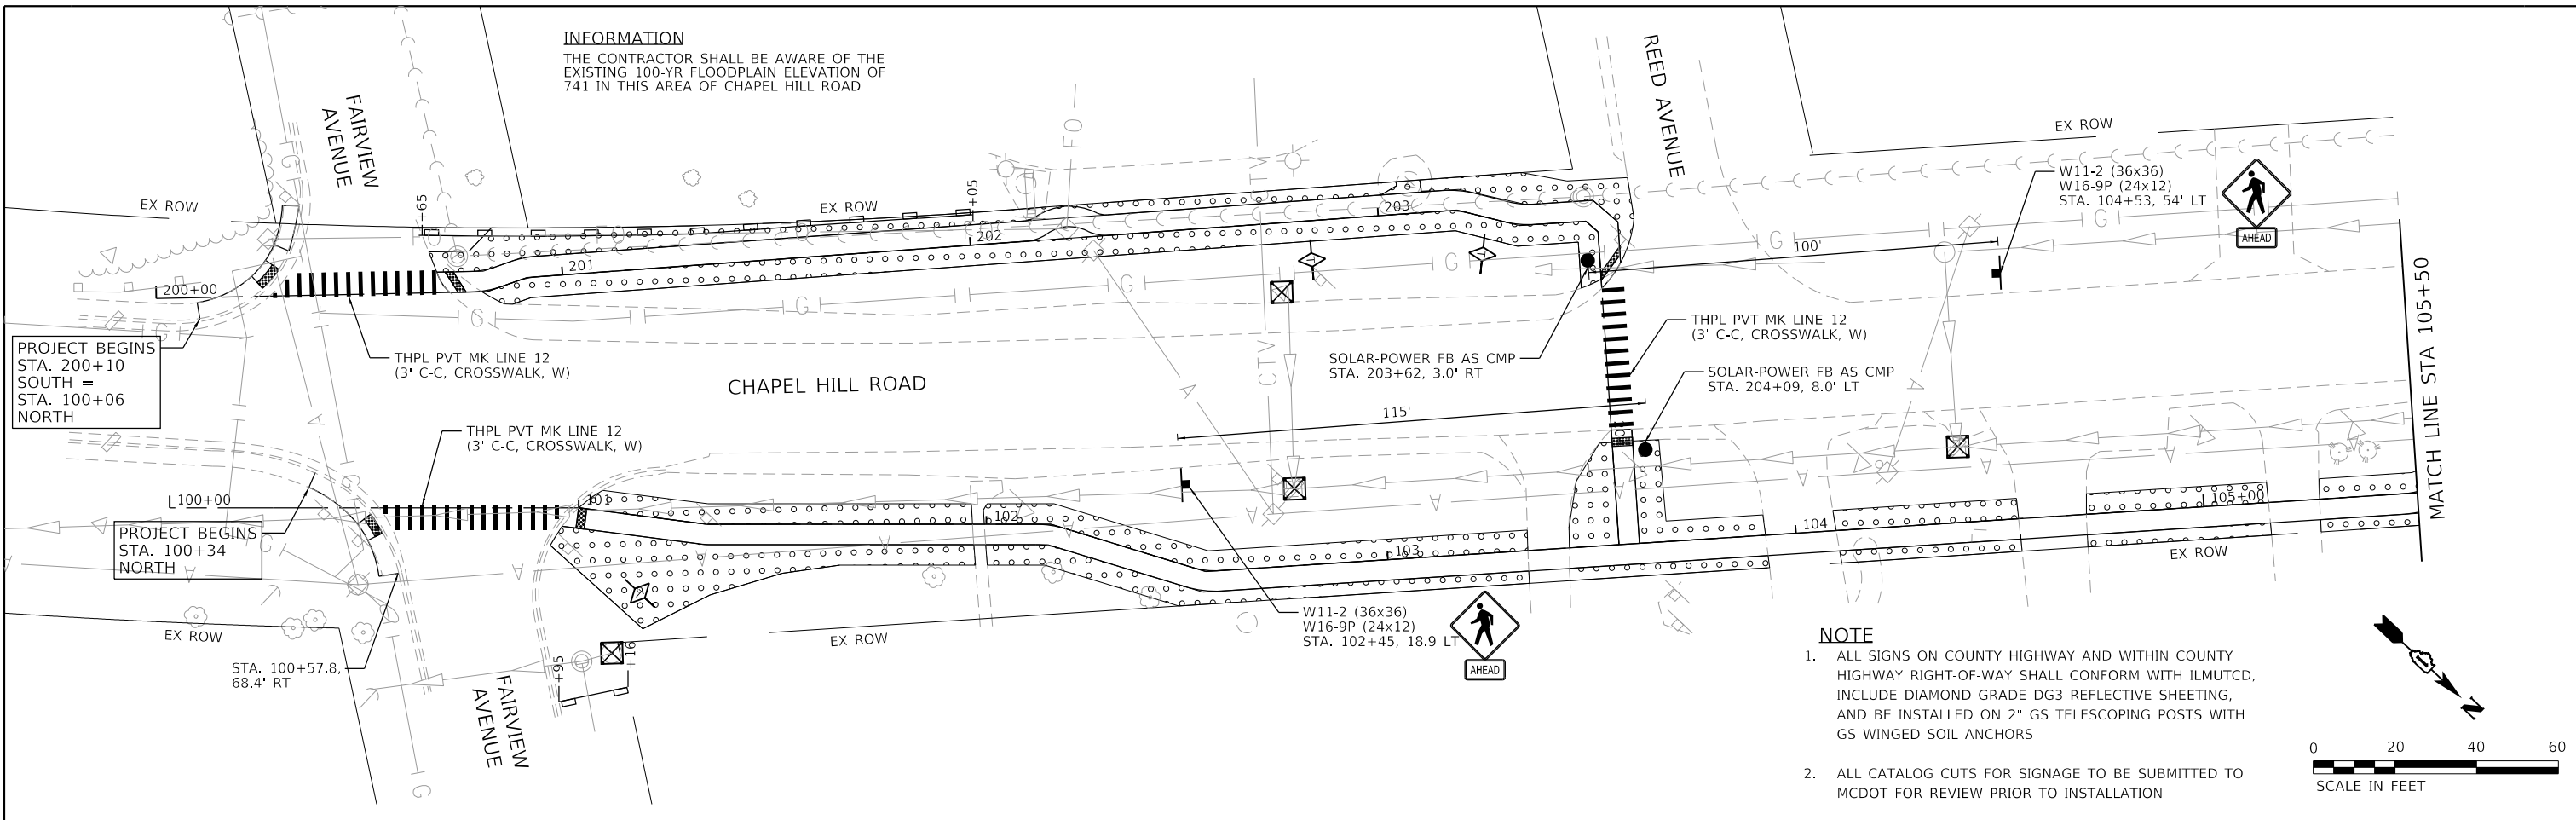 INFORMATION
THE CONTRACTOR SHALL BE AWARE OF THE
EXISTING 100-YR FLOODPLAIN ELEVATION OF
741 IN THIS AREA OF CHAPEL HILL ROAD
FAIRVIEW
AVENUE
REED AVENUE
FO
CTV
EX ROW
EX ROW
EX ROW
+65
+05
W11-2 (36x36)
W16-9P (24x12)
STA. 104+53, 54' LT
AHEAD
200+00
201
202
203
100'
G
G
G
G
G
G
G
G
G
G
PROJECT BEGINS
STA. 200+10
SOUTH =
STA. 100+06
NORTH
THPL PVT MK LINE 12
(3' C-C, CROSSWALK, W)
CHAPEL HILL ROAD
SOLAR-POWER FB AS CMP
STA. 203+62, 3.0' RT
THPL PVT MK LINE 12
(3' C-C, CROSSWALK, W)
SOLAR-POWER FB AS CMP
STA. 204+09, 8.0' LT
115'
MATCH LINE STA 105+50
THPL PVT MK LINE 12
(3' C-C, CROSSWALK, W)
A
A
A
100+00
101
102
103
104
105+00
PROJECT BEGINS
STA. 100+34
NORTH
EX ROW
EX ROW
EX ROW
STA. 100+57.8,
68.4' RT
+95
+16
FAIRVIEW
AVENUE
G
W11-2 (36x36)
W16-9P (24x12)
STA. 102+45, 18.9 LT
AHEAD
NOTE
1. ALL SIGNS ON COUNTY HIGHWAY AND WITHIN COUNTY
HIGHWAY RIGHT-OF-WAY SHALL CONFORM WITH ILMUTCD,
INCLUDE DIAMOND GRADE DG3 REFLECTIVE SHEETING,
AND BE INSTALLED ON 2" GS TELESCOPING POSTS WITH
GS WINGED SOIL ANCHORS
2. ALL CATALOG CUTS FOR SIGNAGE TO BE SUBMITTED TO
MCDOT FOR REVIEW PRIOR TO INSTALLATION
N
0 20 40 60
SCALE IN FEET